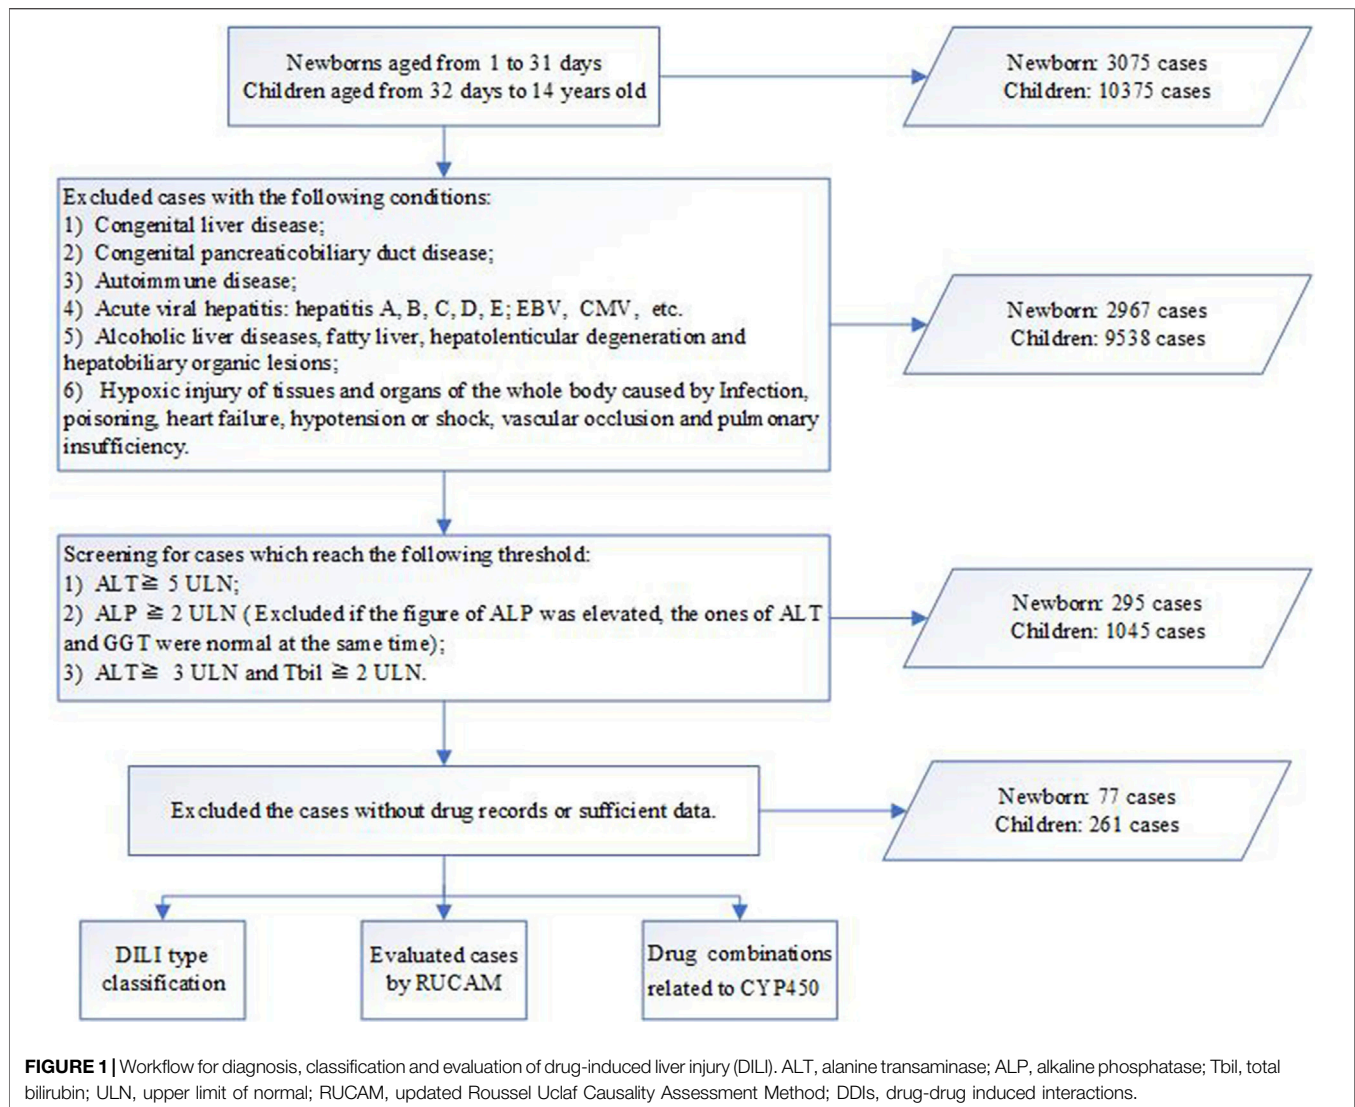 Newborns aged from 1 to 31 days
Children aged from 32 days to 14 years old
Newborn: 3075 cases
Children: 10375 cases
Excluded cases with the following conditions:
1) Congenital liver disease;
2) Congenital pancreaticobiliary duct disease;
3) Autoimmune disease;
4) Acute viral hepatitis: hepatitis A, B, C, D, E; EBV, CMV, etc.
5) Alcoholic liver diseases, fatty liver, hepatolenticular degeneration and
hepatobiliary organic lesions;
6) Hypoxic injury of tissues and organs of the whole body caused by Infection,
poisoning, heart failure, hypotension or shock, vascular occlusion and pulmonary
insufficiency.
Newborn: 2967 cases
Children: 9538 cases
Screening for cases which reach the following threshold:
1) ALT≧ 5 ULN;
2) ALP ≧ 2 ULN (Excluded if the figure of ALP was elevated, the ones of ALT
and GGT were normal at the same time);
3) ALT≧ 3 ULN and Tbil ≧ 2 ULN.
Newborn: 295 cases
Children: 1045 cases
Excluded the cases without drug records or sufficient data.
Newborn: 77 cases
Children: 261 cases
DILI type
classification
Evaluated cases
by RUCAM
Drug combinations
related to CYP450
FIGURE 1 | Workflow for diagnosis, classification and evaluation of drug-induced liver injury (DILI). ALT, alanine transaminase; ALP, alkaline phosphatase; Tbil, total
bilirubin; ULN, upper limit of normal; RUCAM, updated Roussel Uclaf Causality Assessment Method; DDIs, drug-drug induced interactions.